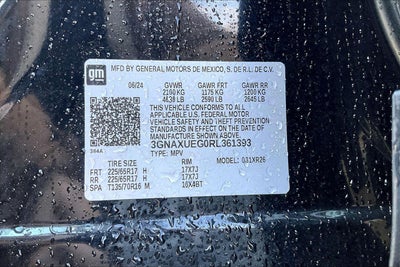 gm MFD BY GENERAL MOTORS DE MEXICO, S. DE R.L. DE C.V.
06/24 GVWR GAWR FRT GAWR RR
2100 KG 1175 KG 1200 KG
4638 LB 2590 LB 2645 LB
THIS VEHICLE CONFORMS TO ALL
APPLICABLE U.S. FEDERAL MOTOR
VEHICLE SAFETY AND THEFT PREVENTION
STANDARDS IN EFFECT ON THE DATE OF
MANUFACTURE SHOWN ABOVE.
3GNAXUEG0RL361393
TYPE: MPV MODEL: 031XR26
TIRE SIZE RIM
FRT 225/65R17 H 17X7J
RR 225/65R17 H 17X7J
SPA T135/70R16 M 16X4BT